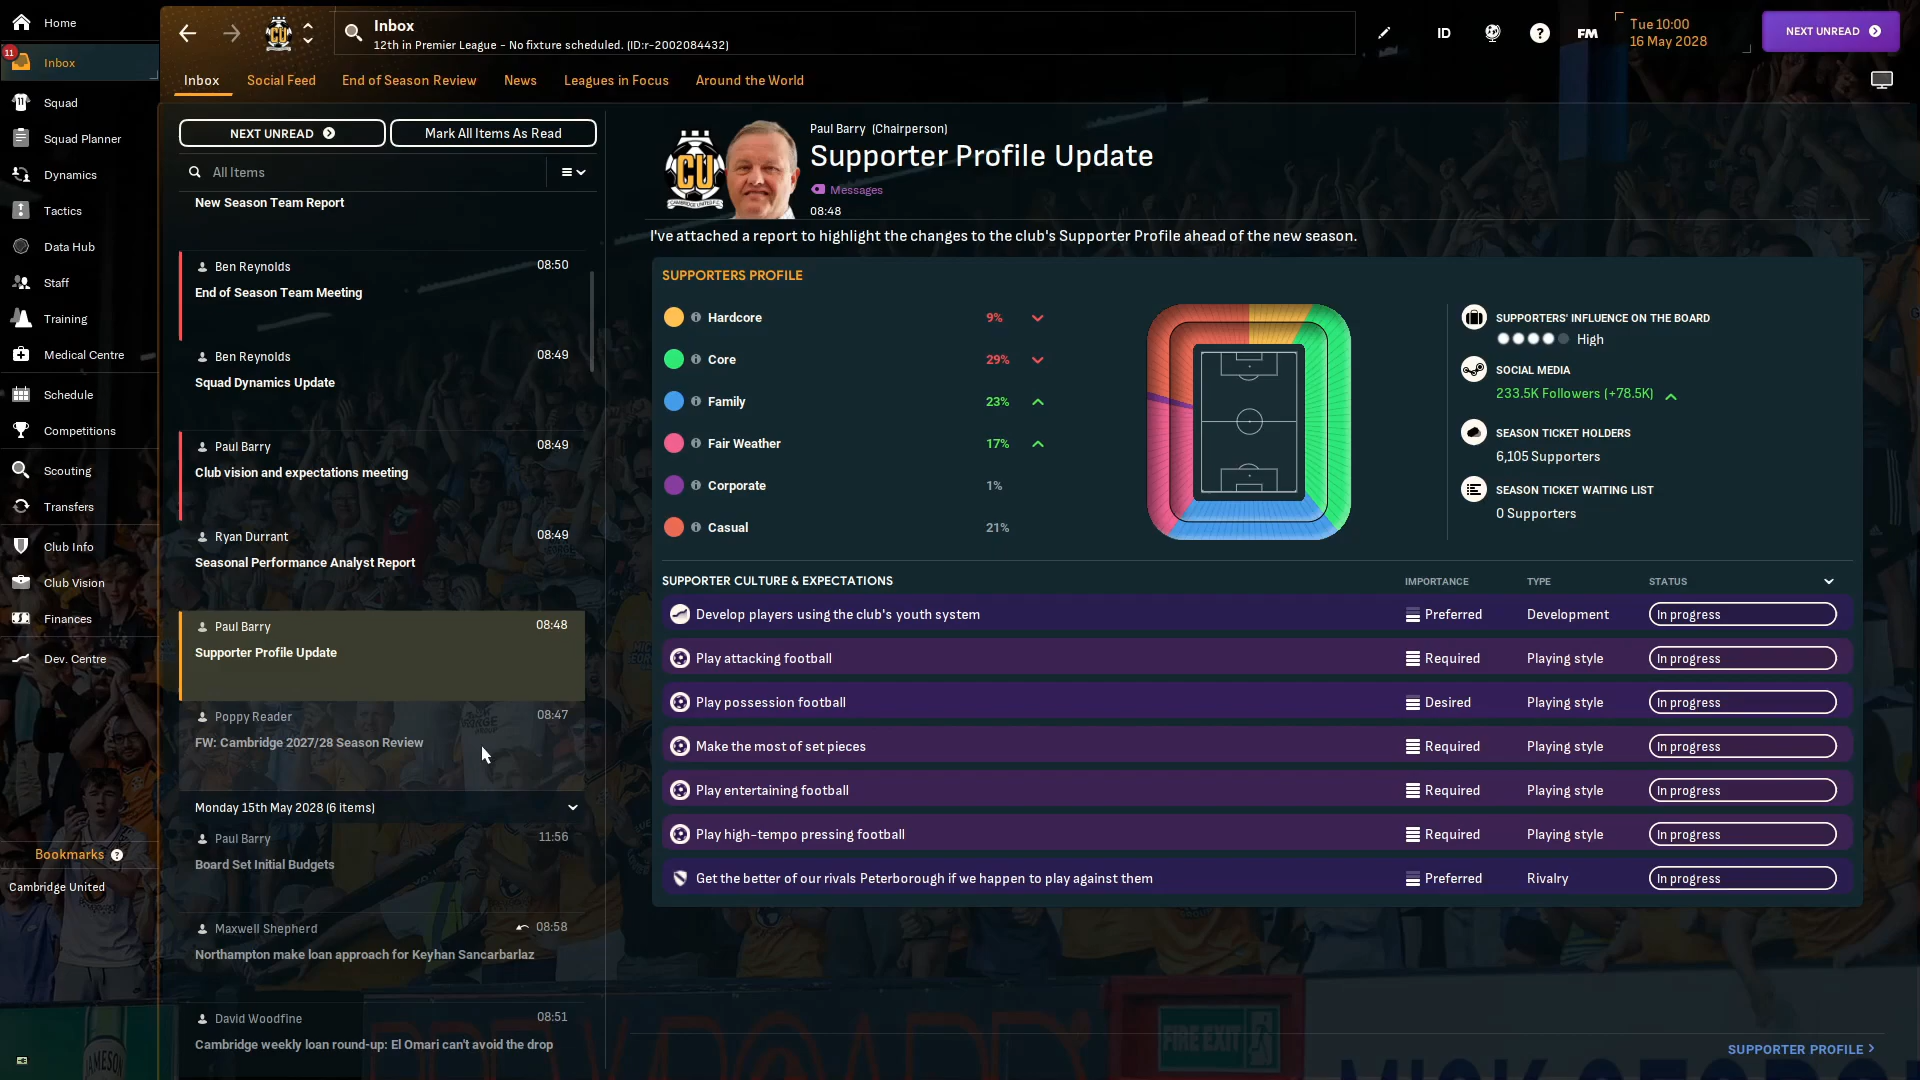 Home
11
Inbox
Squad
Squad Planner
Dynamics
Tactics
Data Hub
Staff
Training
Medical Centre
Schedule
Competitions
Scouting
Transfers
Club Info
Club Vision
Finances
Dev. Centre
Bookmarks ?
Cambridge United
Inbox
12th in Premier League - No fixture scheduled. (ID:r-2002084432)
ID
?
FM
Tue 10:00
16 May 2028
NEXT UNREAD
Inbox
Social Feed
End of Season Review
News
Leagues in Focus
Around the World
NEXT UNREAD
Mark All Items As Read
All Items
New Season Team Report
Ben Reynolds 08:50
End of Season Team Meeting
Ben Reynolds 08:49
Squad Dynamics Update
Paul Barry 08:49
Club vision and expectations meeting
Ryan Durrant 08:49
Seasonal Performance Analyst Report
Paul Barry 08:48
Supporter Profile Update
Poppy Reader 08:47
FW: Cambridge 2027/28 Season Review
Monday 15th May 2028 (6 items)
Paul Barry 11:56
Board Set Initial Budgets
Maxwell Shepherd 08:58
Northampton make loan approach for Keyhan Sancarbarlaz
David Woodfine 08:51
Cambridge weekly loan round-up: El Omari can't avoid the drop
CU
CAMBRIDGE UNITED F.C
Paul Barry (Chairperson)
Supporter Profile Update
Messages
08:48
I've attached a report to highlight the changes to the club's Supporter Profile ahead of the new season.
SUPPORTERS PROFILE
Hardcore 9%
Core 29%
Family 23%
Fair Weather 17%
Corporate 1%
Casual 21%
SUPPORTERS' INFLUENCE ON THE BOARD
High
SOCIAL MEDIA
233.5K Followers (+78.5K)
SEASON TICKET HOLDERS
6,105 Supporters
SEASON TICKET WAITING LIST
0 Supporters
SUPPORTER CULTURE & EXPECTATIONS IMPORTANCE TYPE STATUS
Develop players using the club's youth system Preferred Development In progress
Play attacking football Required Playing style In progress
Play possession football Desired Playing style In progress
Make the most of set pieces Required Playing style In progress
Play entertaining football Required Playing style In progress
Play high-tempo pressing football Required Playing style In progress
Get the better of our rivals Peterborough if we happen to play against them Preferred Rivalry In progress
FIRE EXIT
SUPPORTER PROFILE